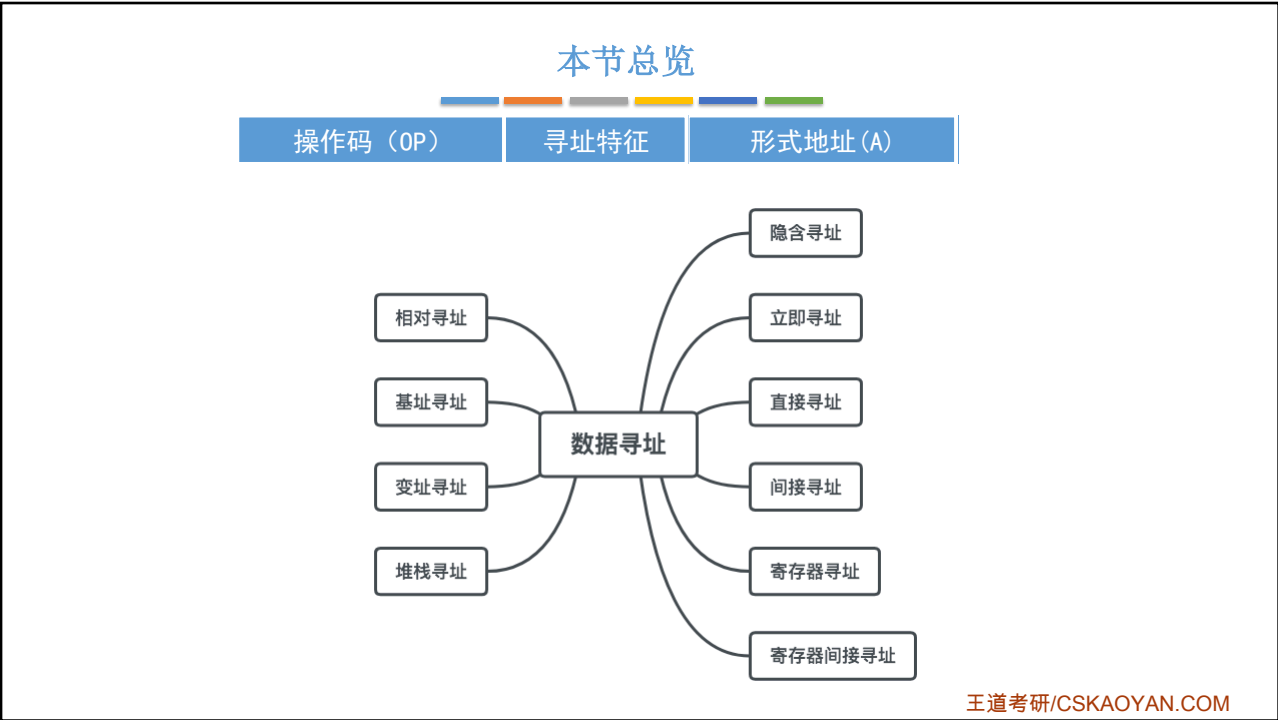 本节总览
操作码（OP） 寻址特征 形式地址(A)
隐含寻址
立即寻址
直接寻址
间接寻址
寄存器寻址
寄存器间接寻址
数据寻址
相对寻址
基址寻址
变址寻址
堆栈寻址
王道考研/CSKAOYAN.COM